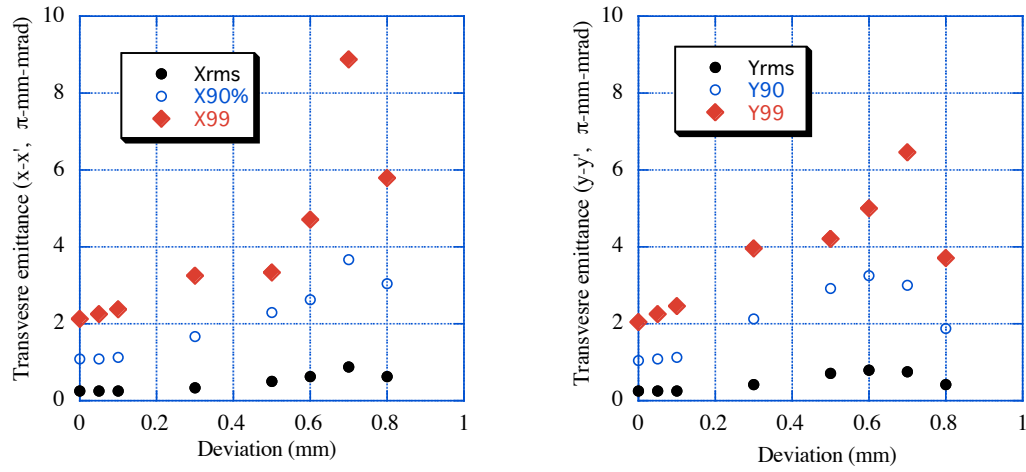 Transvesre emittance (x-x', π-mm-mrad)
10
8
6
4
2
0
Xrms
X90%
X99
0 0.2 0.4 0.6 0.8 1
Deviation (mm)
Transvesre emittance (y-y', π-mm-mrad)
10
8
6
4
2
0
Yrms
Y90
Y99
0 0.2 0.4 0.6 0.8 1
Deviation (mm)